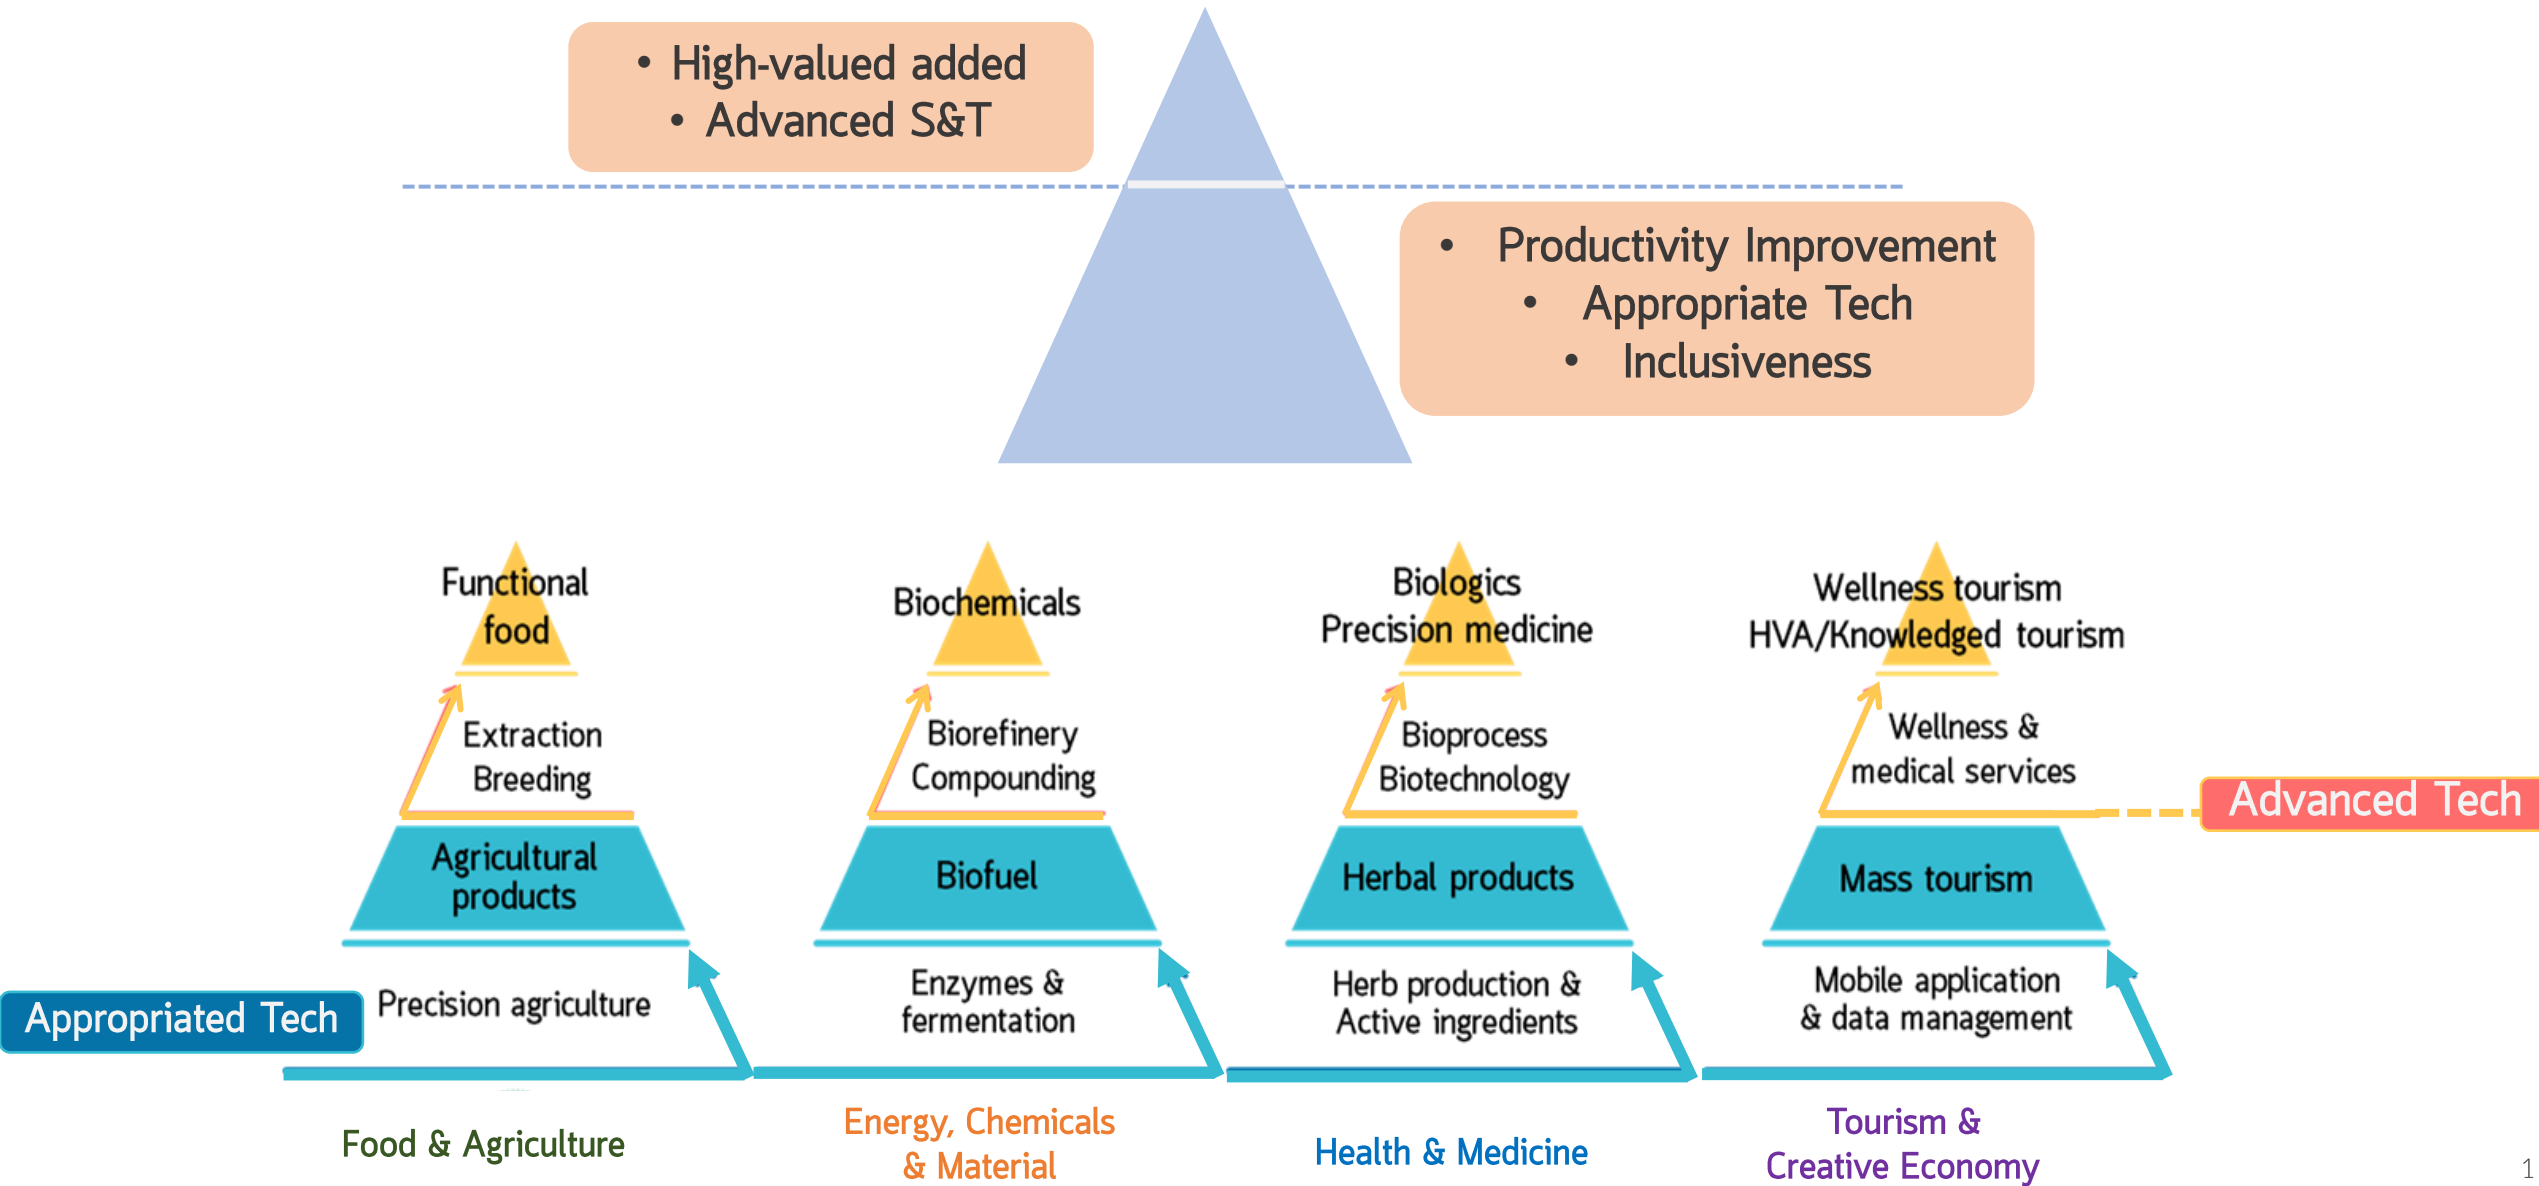 • High-valued added
• Advanced S&T
• Productivity Improvement
• Appropriate Tech
• Inclusiveness
Functional
food
Extraction
Breeding
Agricultural
products
Precision agriculture
Food & Agriculture
Biochemicals
Biorefinery
Compounding
Biofuel
Enzymes &
fermentation
Energy, Chemicals
& Material
Biologics
Precision medicine
Bioprocess
Biotechnology
Herbal products
Herb production &
Active ingredients
Health & Medicine
Wellness tourism
HVA/Knowledged tourism
Wellness &
medical services
Mass tourism
Mobile application
& data management
Tourism &
Creative Economy
Advanced Tech
Appropriated Tech
1